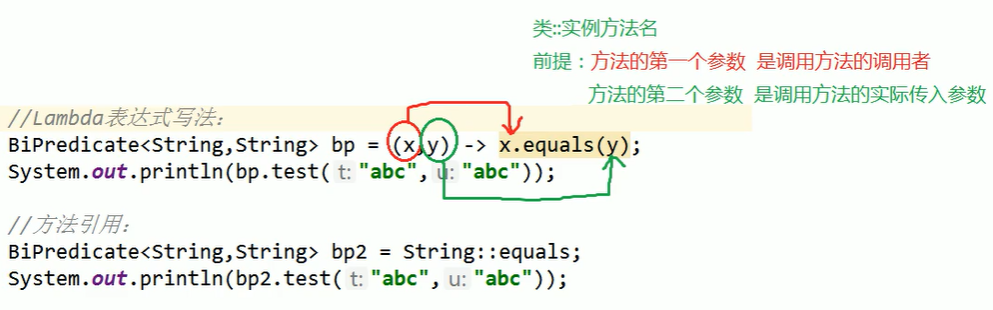 类::实例方法名
前提：方法的第一个参数 是调用方法的调用者
方法的第二个参数 是调用方法的实际传入参数
//Lambda表达式写法：
BiPredicate<String,String> bp = (x,y) -> x.equals(y);
System.out.println(bp.test( t: "abc", u: "abc"));
//方法引用：
BiPredicate<String,String> bp2 = String::equals;
System.out.println(bp2.test( t: "abc", u: "abc"));